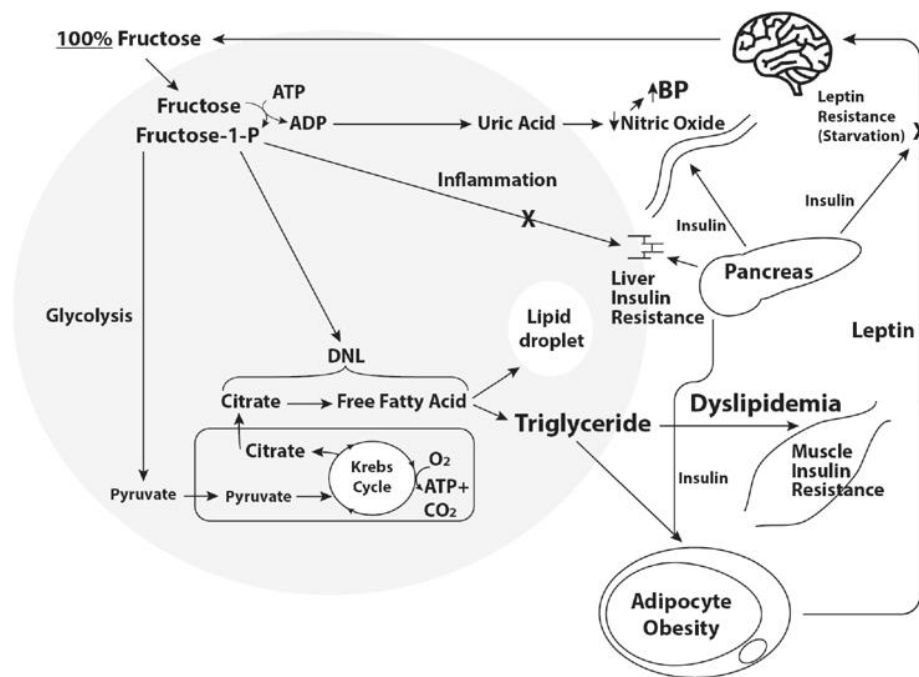 100% Fructose
Fructose
ATP
ADP
Fructose-1-P
Uric Acid
↓Nitric Oxide
↑BP
Leptin
Resistance
(Starvation)
X
Inflammation
X
Insulin
Insulin
Pancreas
Liver
Insulin
Resistance
Glycolysis
Lipid
droplet
Leptin
DNL
Citrate
Free Fatty Acid
Triglyceride
Dyslipidemia
Citrate
Krebs
Cycle
O2
ATP+
CO2
Pyruvate
Pyruvate
Insulin
Muscle
Insulin
Resistance
Adipocyte
Obesity